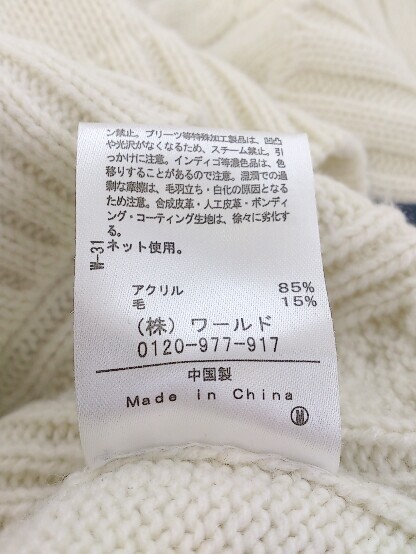 ン禁止。プリーツ等特殊加工製品は、凹凸
や光沢がなくなるため、スチーム禁止。引
っかけに注意。インディゴ等濃色品は、色
移りすることがあるので注意。湿潤での過
剰な摩擦は、毛羽立ち・白化の原因となる
ため注意。合成皮革・人工皮革・ボンディ
ング・コーティング生地は、徐々に劣化す
る。
ネット使用。
W-31
アクリル 85%
毛 15%
(株) ワールド
0120-977-917
中国製
Made in China
M